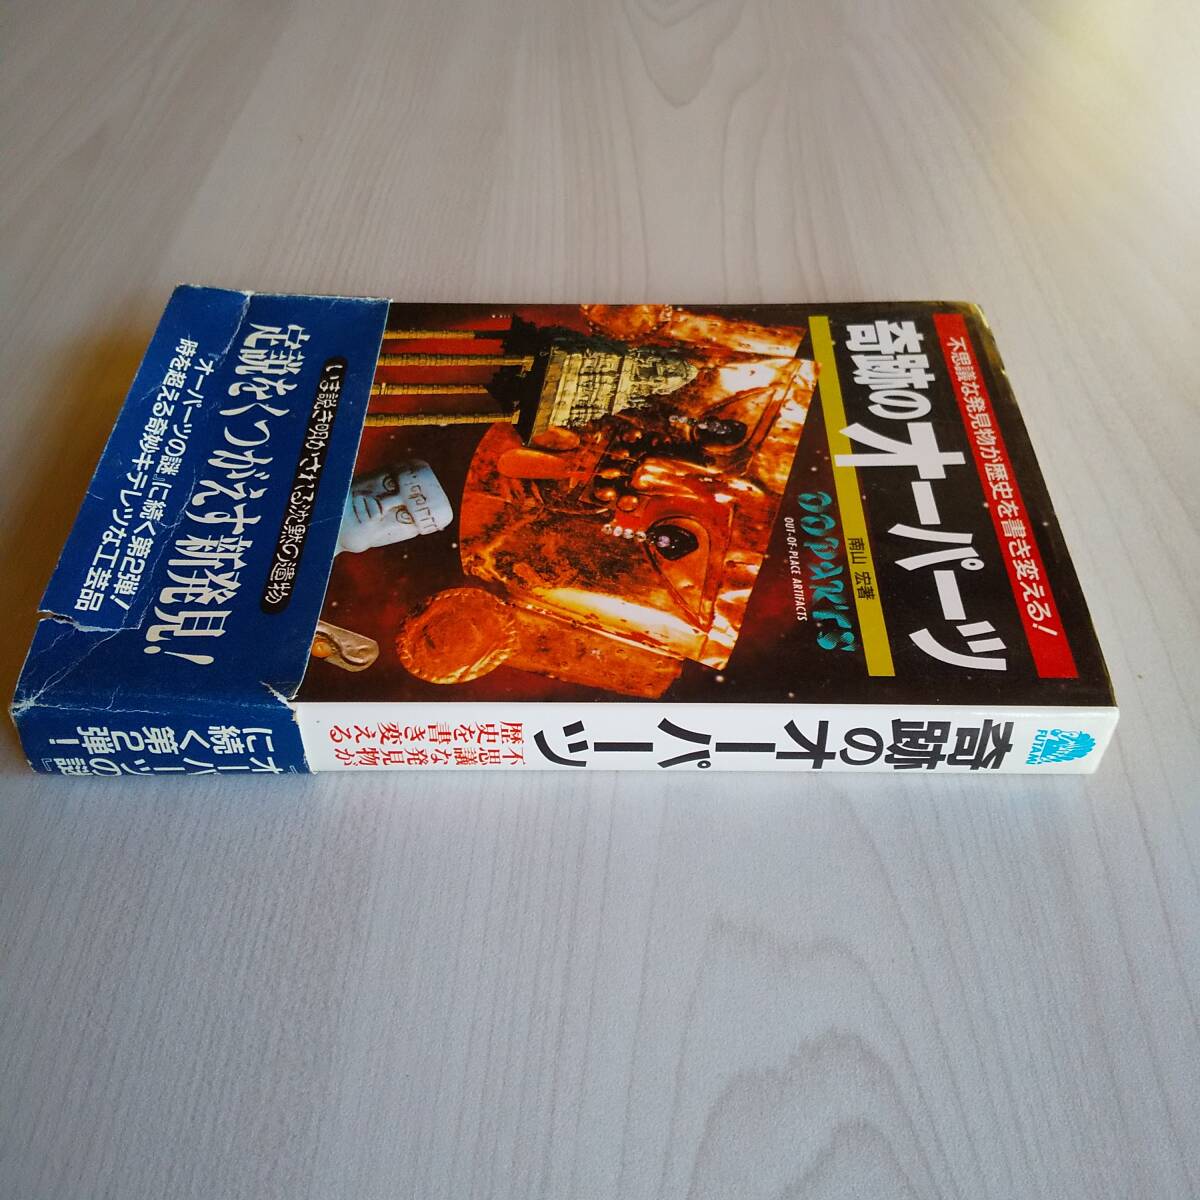 不思議な発見物が歴史を書き変える!
奇跡のオーパーツ
南山 宏著
OOPARTS
OUT-OF-PLACE ARTIFACTS
いま説き明かされる沈黙の遺物
定説をくつがえす新発見!
『オーパーツの謎』に続く第2弾!
時を超える奇妙キテレツな工芸品
奇跡のオーパーツ
不思議な発見物が
歴史を書き変える
『オーパーツの謎』
に続く第2弾!
FUTAMI